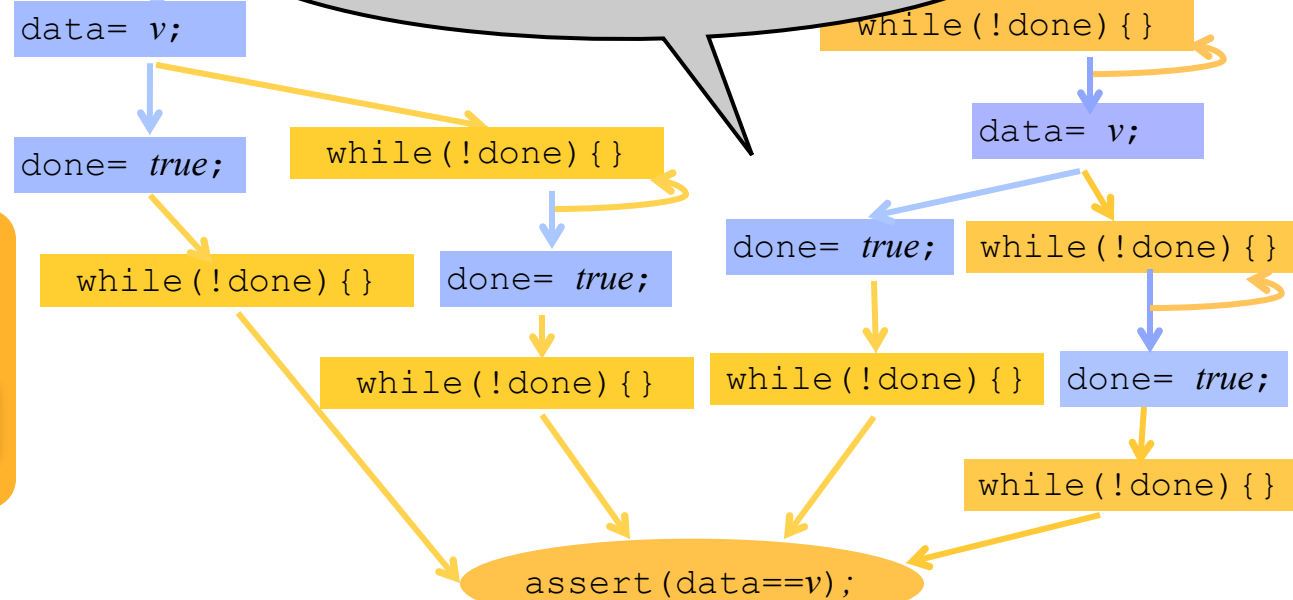 data= v;
while(!done){}
data= v;
done= true;
while(!done){}
done= true;
while(!done){}
while(!done){}
done= true;
while(!done){}
while(!done){}
done= true;
while(!done){}
assert(data==v);